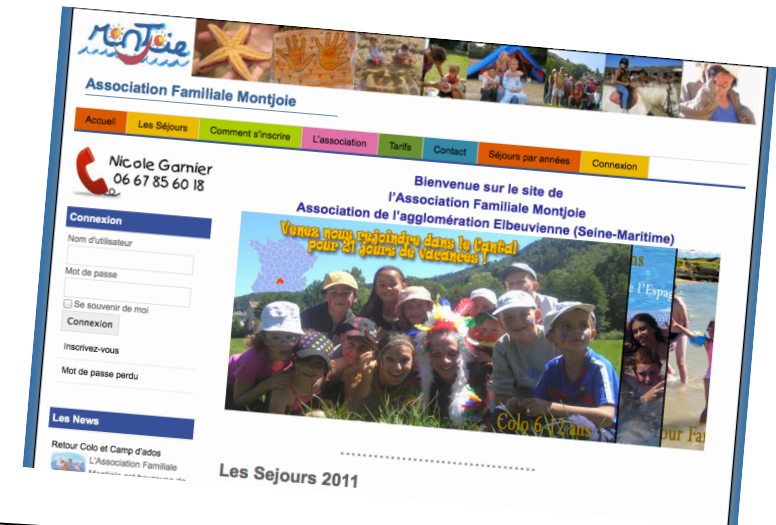 MonJoie
Association Familiale Montjoie
Accueil Les Séjours Comment s'inscrire L'association Tarifs Contact Séjours par années Connexion
Nicole Garnier
06 67 85 60 18
Bienvenue sur le site de
l'Association Familiale Montjoie
Association de l'agglomération Elbeuvienne (Seine-Maritime)
Connexion
Nom d'utilisateur
Mot de passe
Se souvenir de moi
Connexion
Inscrivez-vous
Mot de passe perdu
Les News
Retour Colo et Camp d'ados
L'Association Familiale
Venez nous rejoindre dans le Cantal
pour 21 jours de vacances !
Colo 6-12 ans
ns
e l'Espag
our Fa
Les Sejours 2011